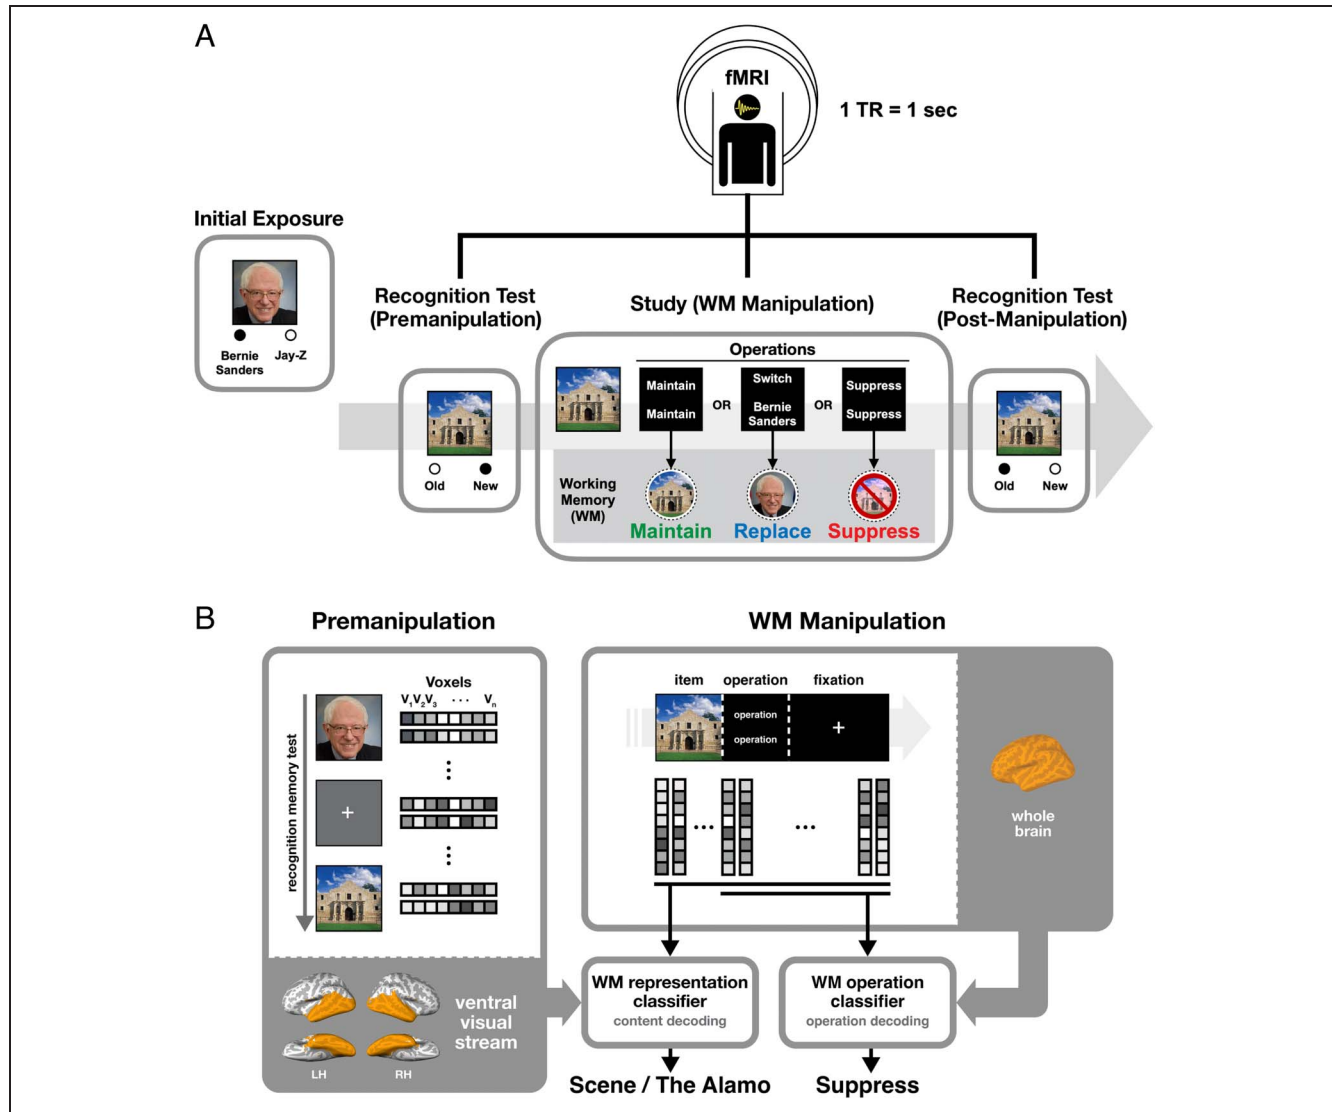 A
fMRI
1 TR = 1 sec
Initial Exposure
Bernie
Sanders
Jay-Z
Recognition Test
(Premanipulation)
Old
New
Study (WM Manipulation)
Operations
Maintain
Maintain
OR
Switch
Bernie
Sanders
OR
Suppress
Suppress
Working
Memory
(WM)
Maintain
Replace
Suppress
Recognition Test
(Post-Manipulation)
Old
New
B
Premanipulation
recognition memory test
Voxels
V1 V2 V3 · · · Vn
+
ventral
visual
stream
LH
RH
WM Manipulation
item
operation
fixation
operation
operation
+
whole
brain
WM representation
classifier
content decoding
WM operation
classifier
operation decoding
Scene / The Alamo
Suppress